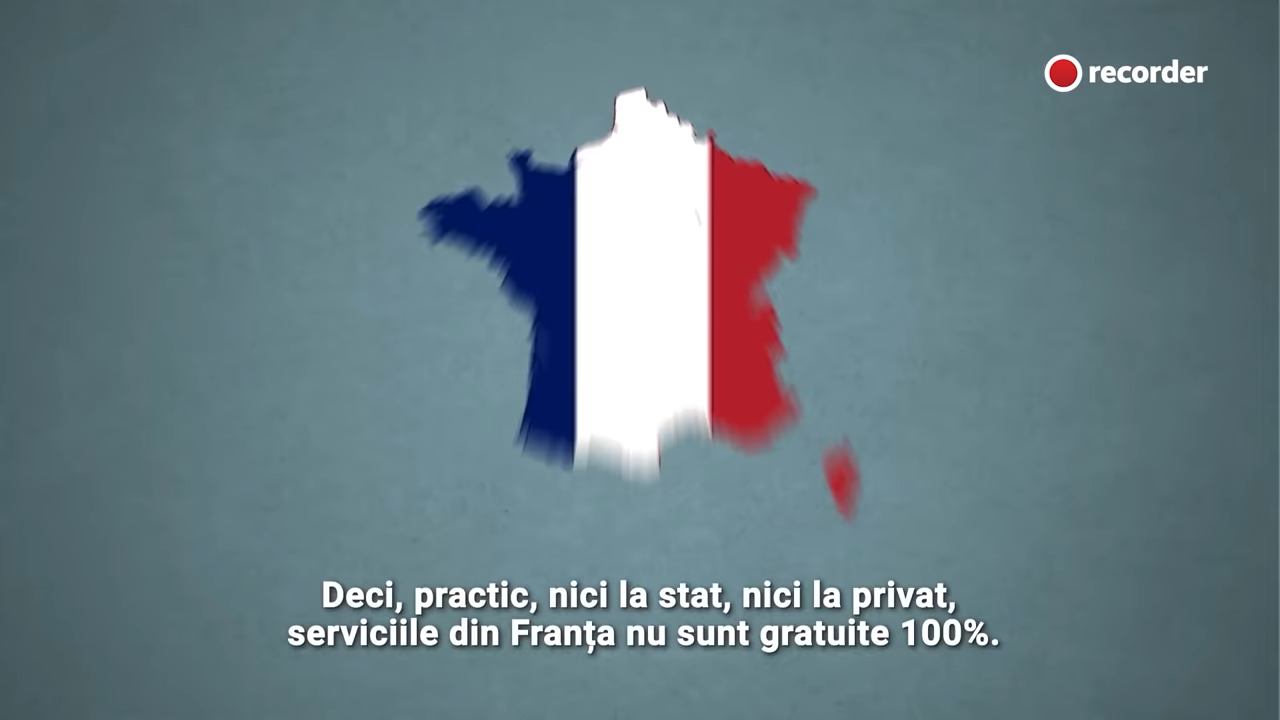 recorder
Deci, practic, nici la stat, nici la privat,
serviciile din Franța nu sunt gratuite 100%.